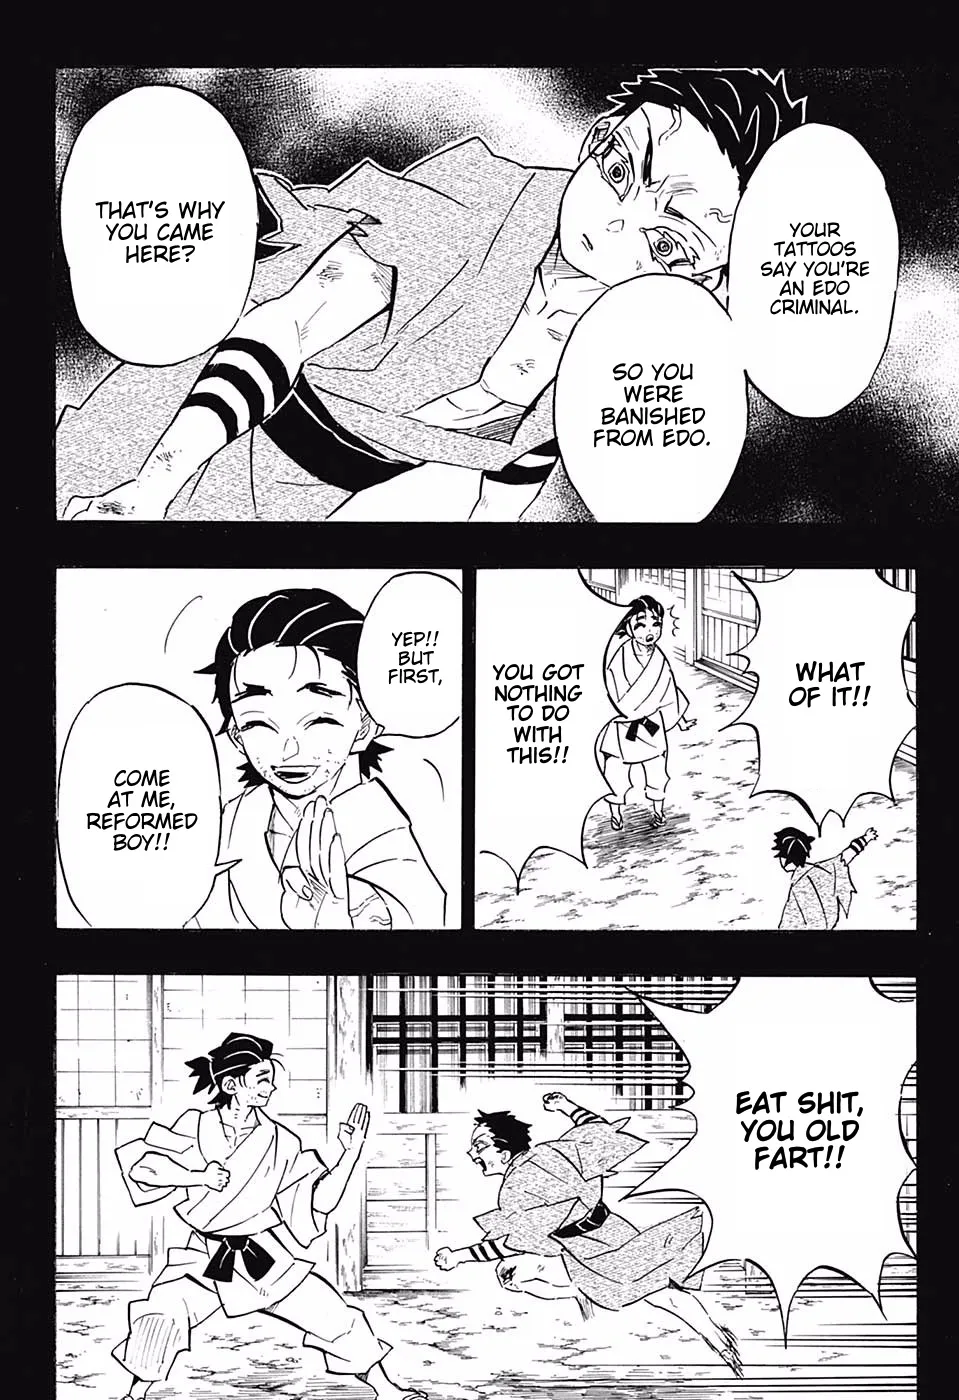 YOUR
TATTOOS
SAY YOU'RE
AN EDO
CRIMINAL.
SO YOU
WERE
BANISHED
FROM EDO.
THAT'S WHY
YOU CAME
HERE?
WHAT
OF IT!!
YOU GOT
NOTHING
TO DO
WITH
THIS!!
YEP!!
BUT
FIRST,
COME
AT ME,
REFORMED
BOY!!
EAT SHIT,
YOU OLD
FART!!